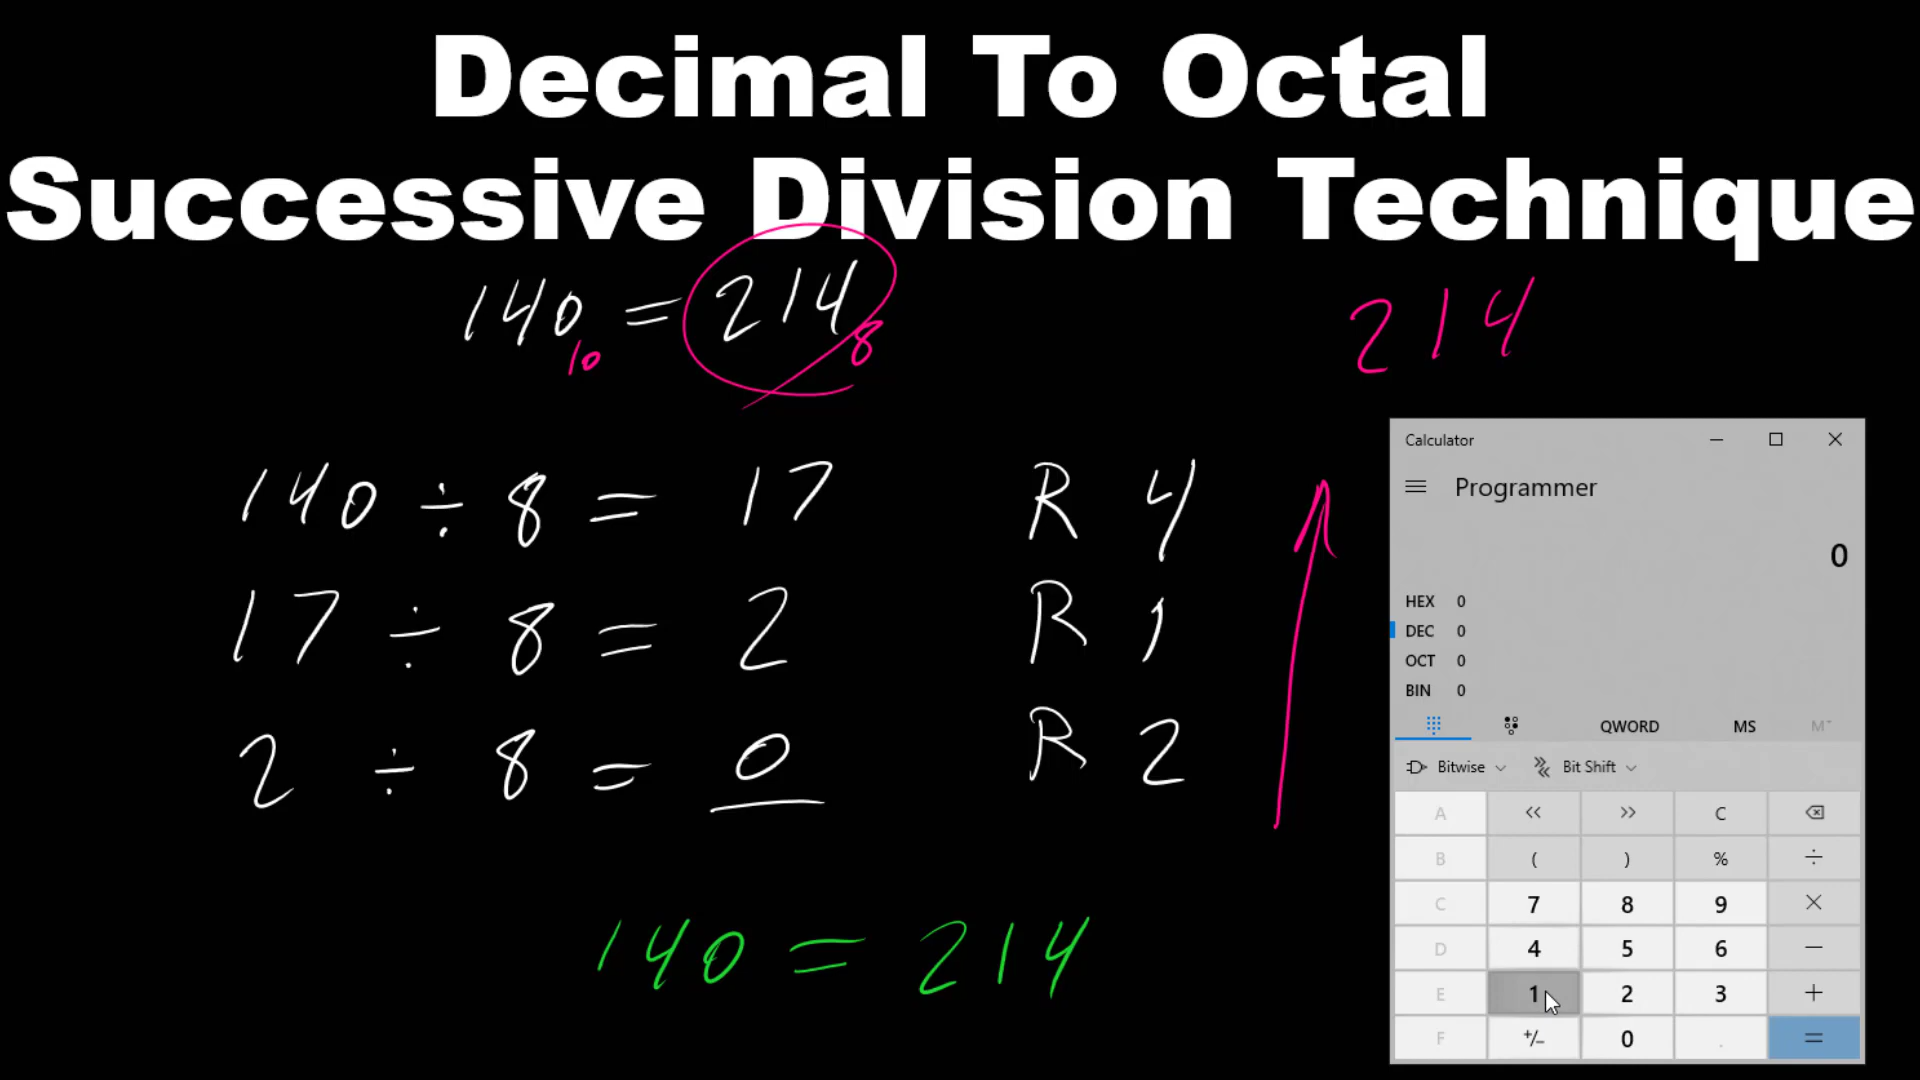 Decimal To Octal
Successive Division Technique
140₁₀ = 214₈
214
140 ÷ 8 = 17 R 4
17 ÷ 8 = 2 R 1
2 ÷ 8 = 0 R 2
140 = 214
Calculator
Programmer
0
HEX 0
DEC 0
OCT 0
BIN 0
QWORD MS M
Bitwise Bit Shift
A << >> C
B ( ) % ÷
C 7 8 9 ×
D 4 5 6 −
E 1 2 3 +
F +/− 0 . =